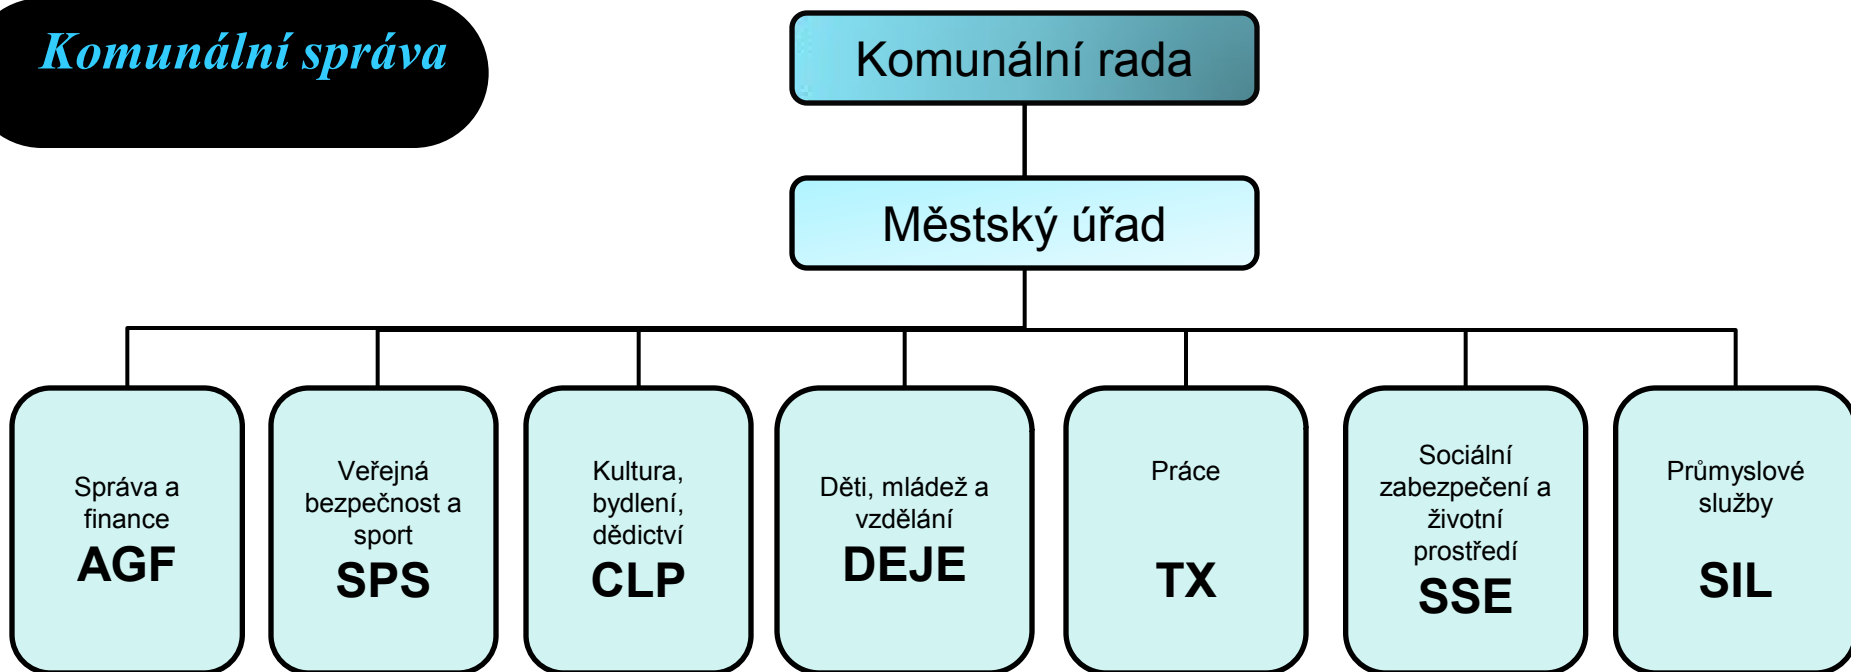 Komunální správa
Komunální rada
Městský úřad
Správa a
finance
AGF
Veřejná
bezpečnost a
sport
SPS
Kultura,
bydlení,
dědictví
CLP
Děti, mládež a
vzdělání
DEJE
Práce
TX
Sociální
zabezpečení a
životní
prostředí
SSE
Průmyslové
služby
SIL